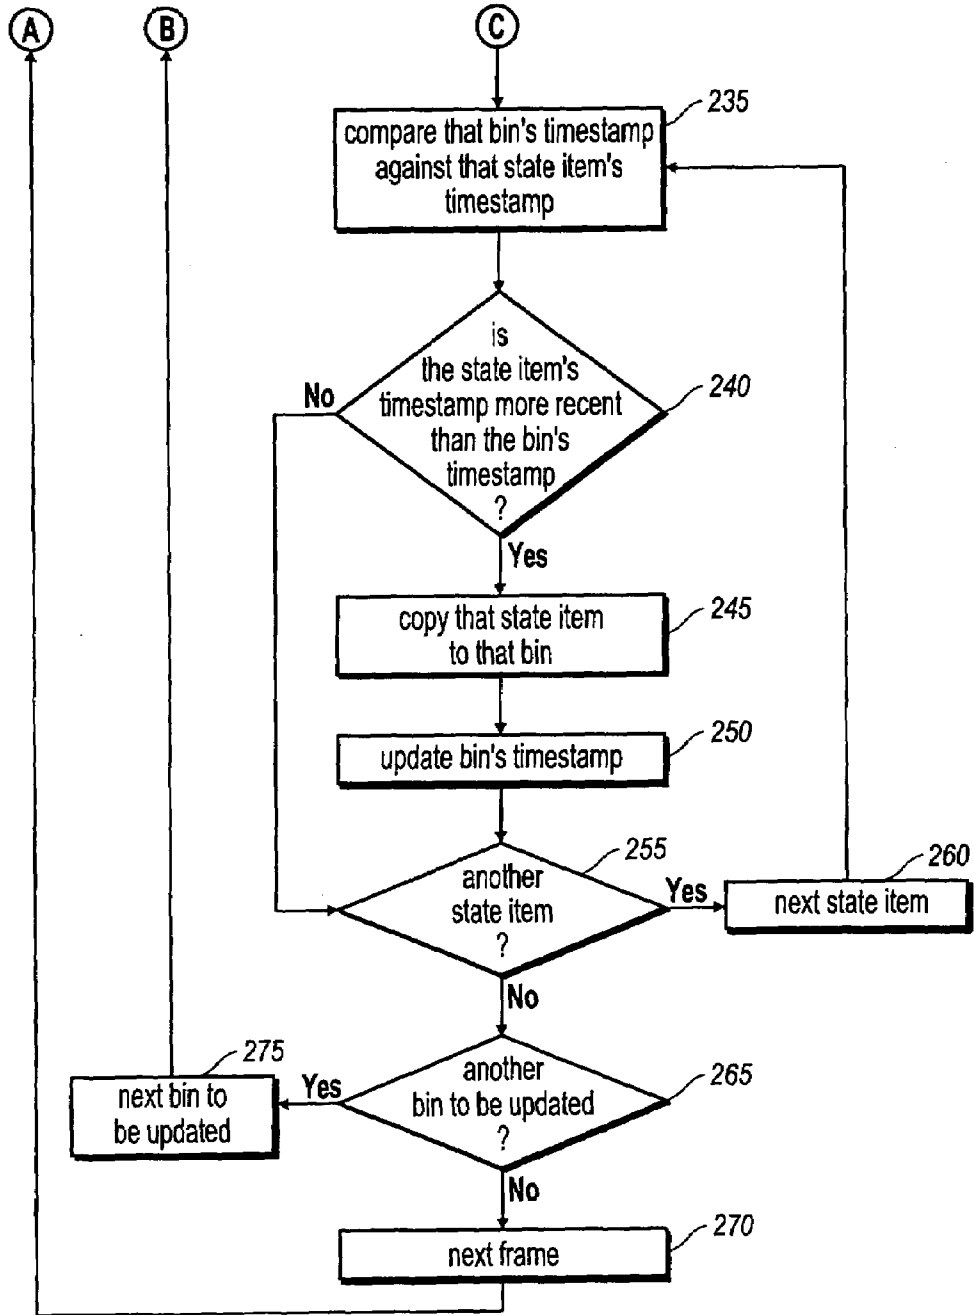 A
B
C
235
compare that bin's timestamp
against that state item's
timestamp
is
the state item's
timestamp more recent
than the bin's
timestamp
?
240
No
Yes
245
copy that state item
to that bin
250
update bin's timestamp
255
another
state item
?
Yes
260
next state item
No
275
next bin to
be updated
Yes
another
bin to be updated
?
265
No
270
next frame